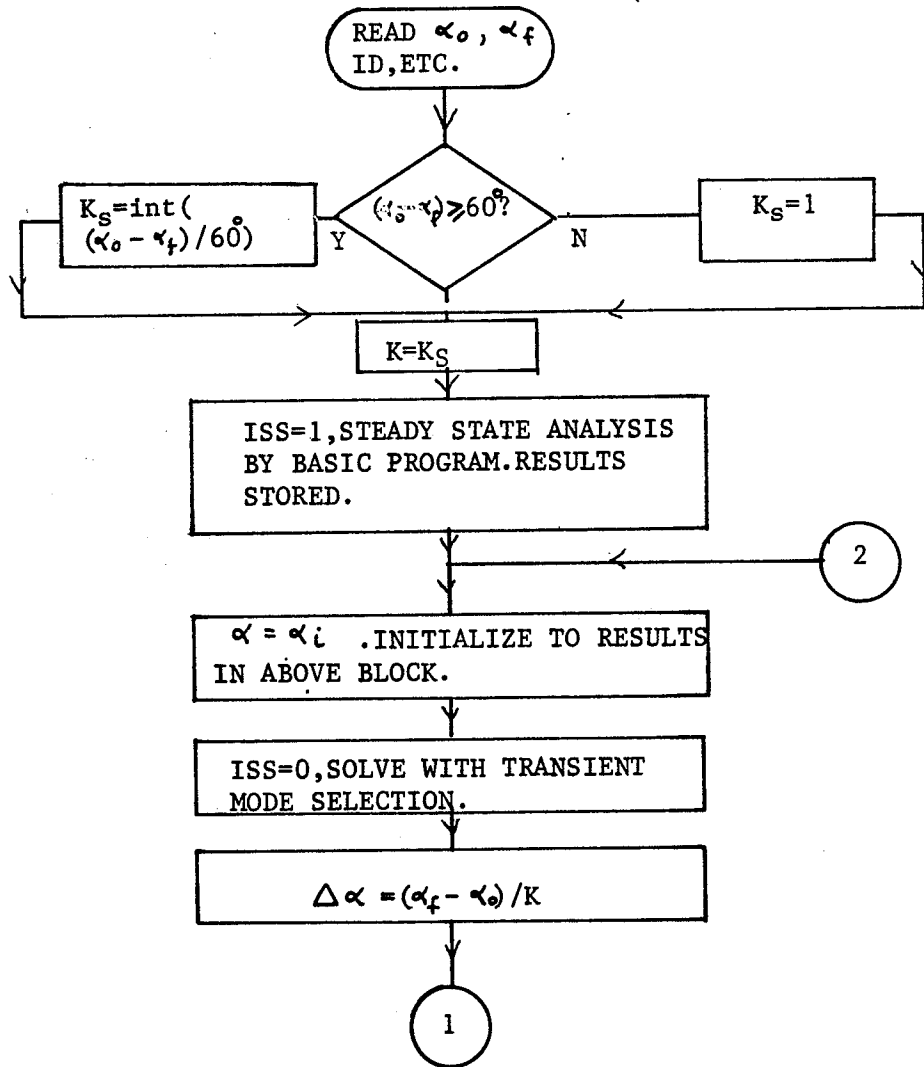 READ α₀, α_f
ID,ETC.
K_S=int(
(α₀ - α_f)/60°)
Y
(α₀-α_f)≥60°?
N
K_S=1
K=K_S
ISS=1,STEADY STATE ANALYSIS
BY BASIC PROGRAM.RESULTS
STORED.
2
α = α_i .INITIALIZE TO RESULTS
IN ABOVE BLOCK.
ISS=0,SOLVE WITH TRANSIENT
MODE SELECTION.
Δα =(α_f- α₀)/K
1